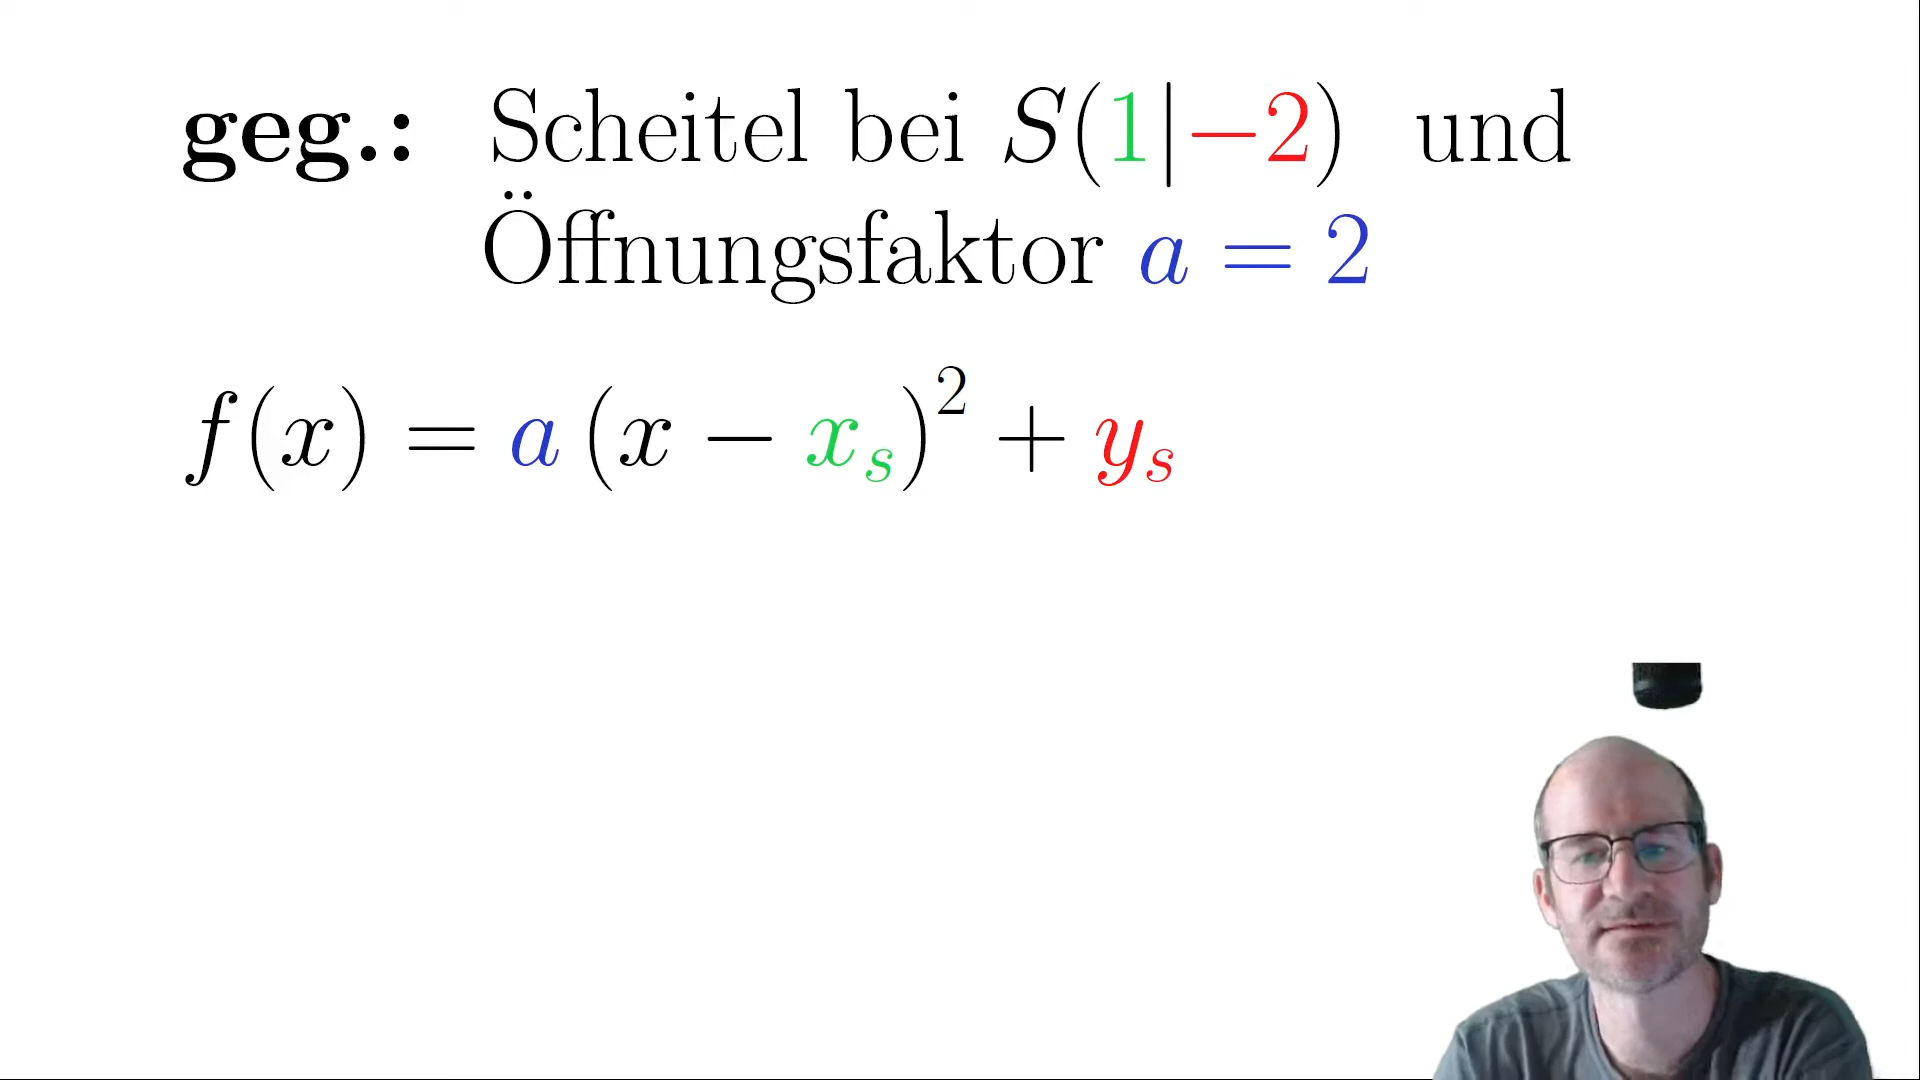 geg.: Scheitel bei S(1|−2) und
Öffnungsfaktor a = 2
f(x) = a (x − xₛ)² + yₛ